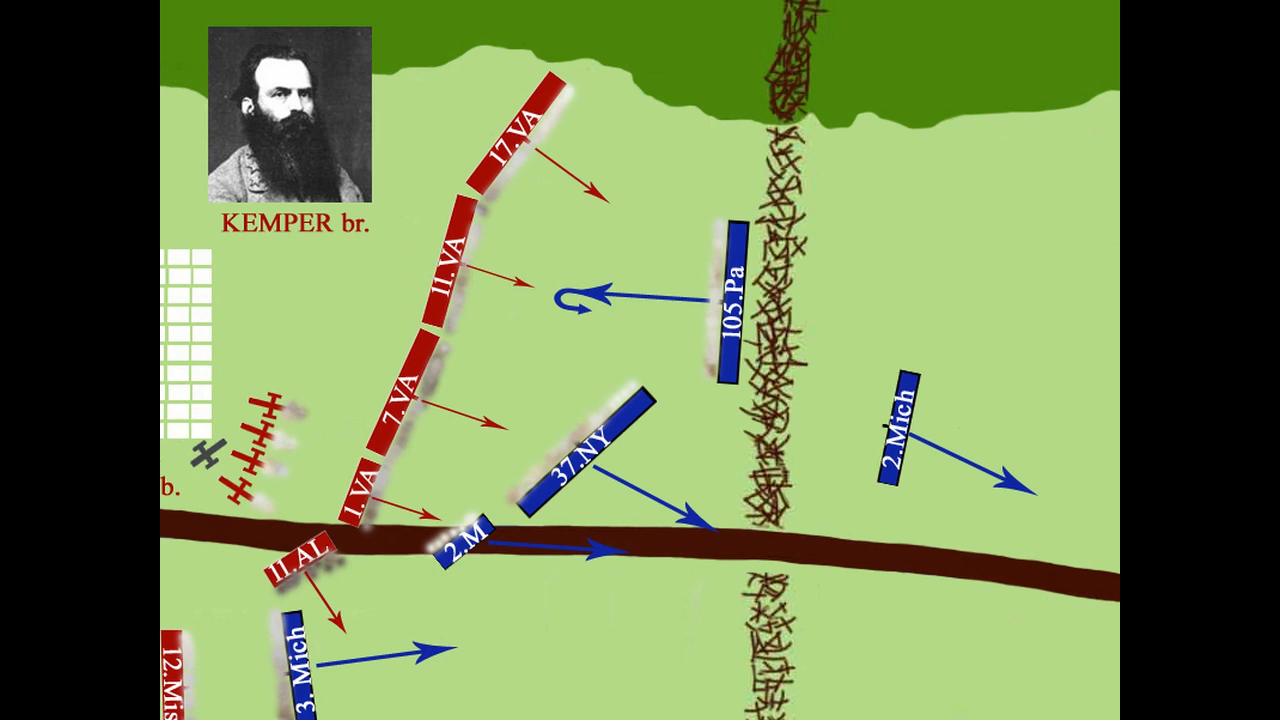 17.VA
KEMPER br.
11.VA
105.Pa
7.VA
2.Mich
37.NY
b.
1.VA
2.M
11.AL
3. Mich
12.Mis